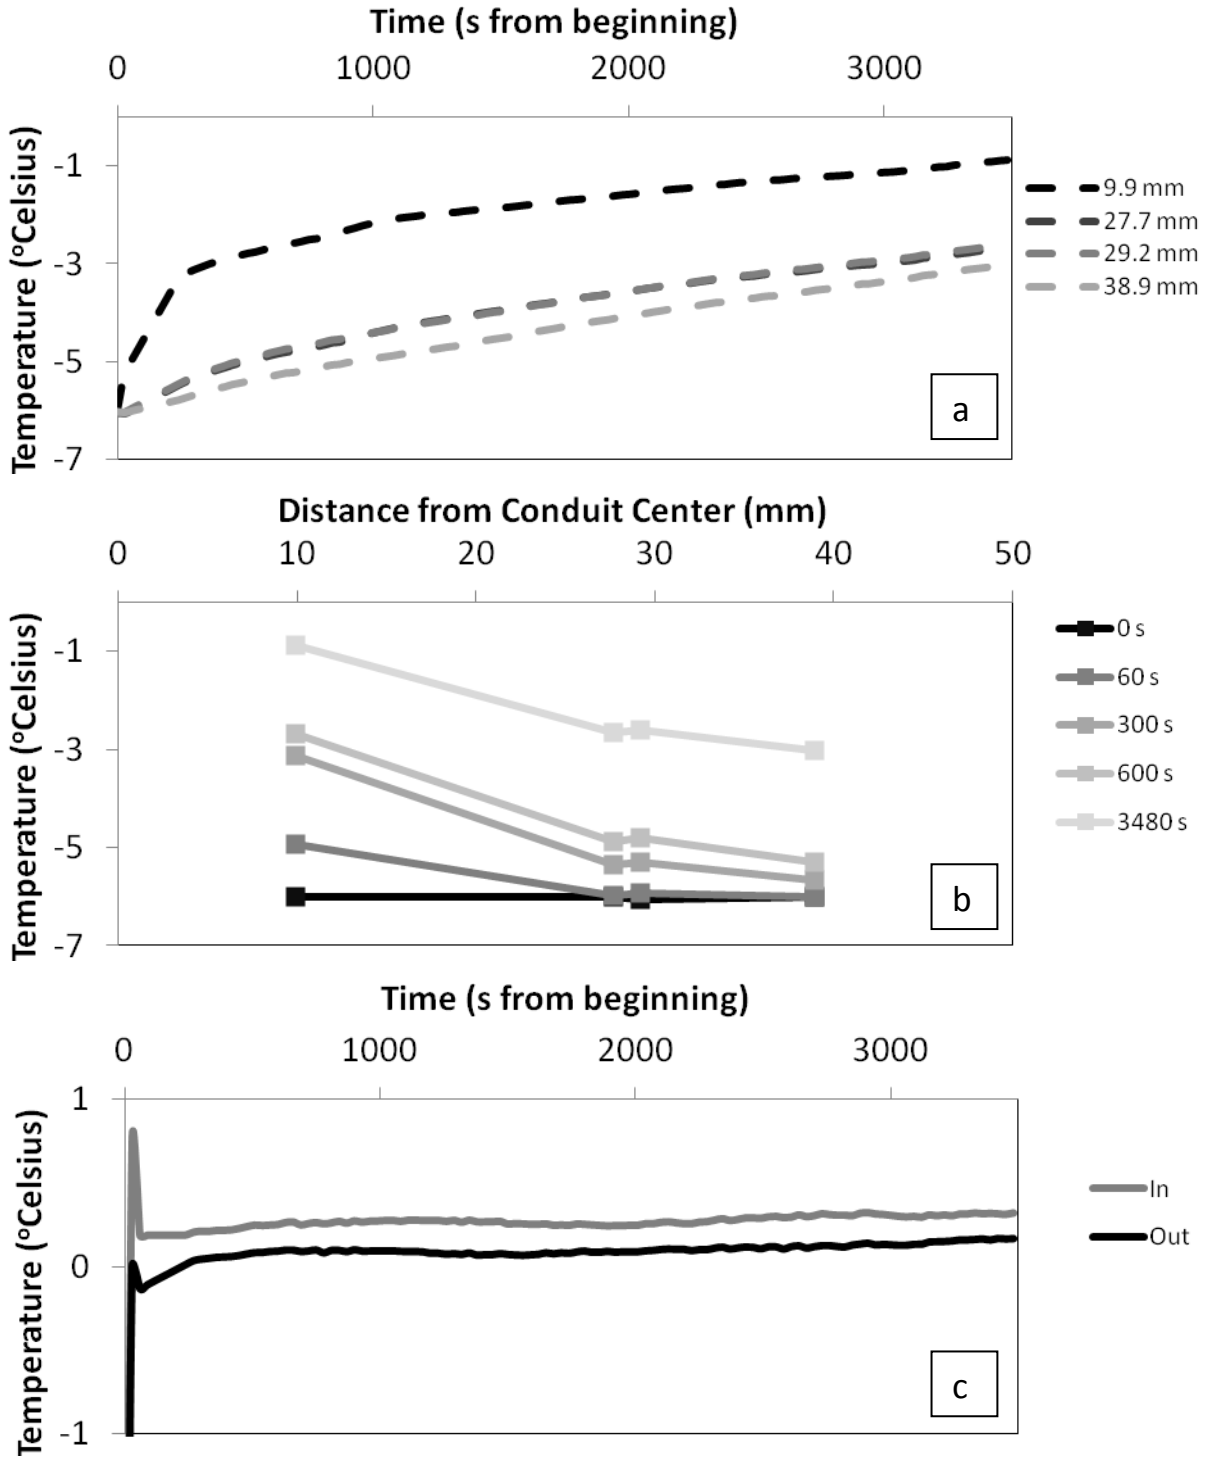 Time (s from beginning)
0 1000 2000 3000
Temperature (°Celsius)
-1
-3
-5
-7
9.9 mm
27.7 mm
29.2 mm
38.9 mm
a
Distance from Conduit Center (mm)
0 10 20 30 40 50
Temperature (°Celsius)
-1
-3
-5
-7
0 s
60 s
300 s
600 s
3480 s
b
Time (s from beginning)
0 1000 2000 3000
Temperature (°Celsius)
1
0
-1
In
Out
c